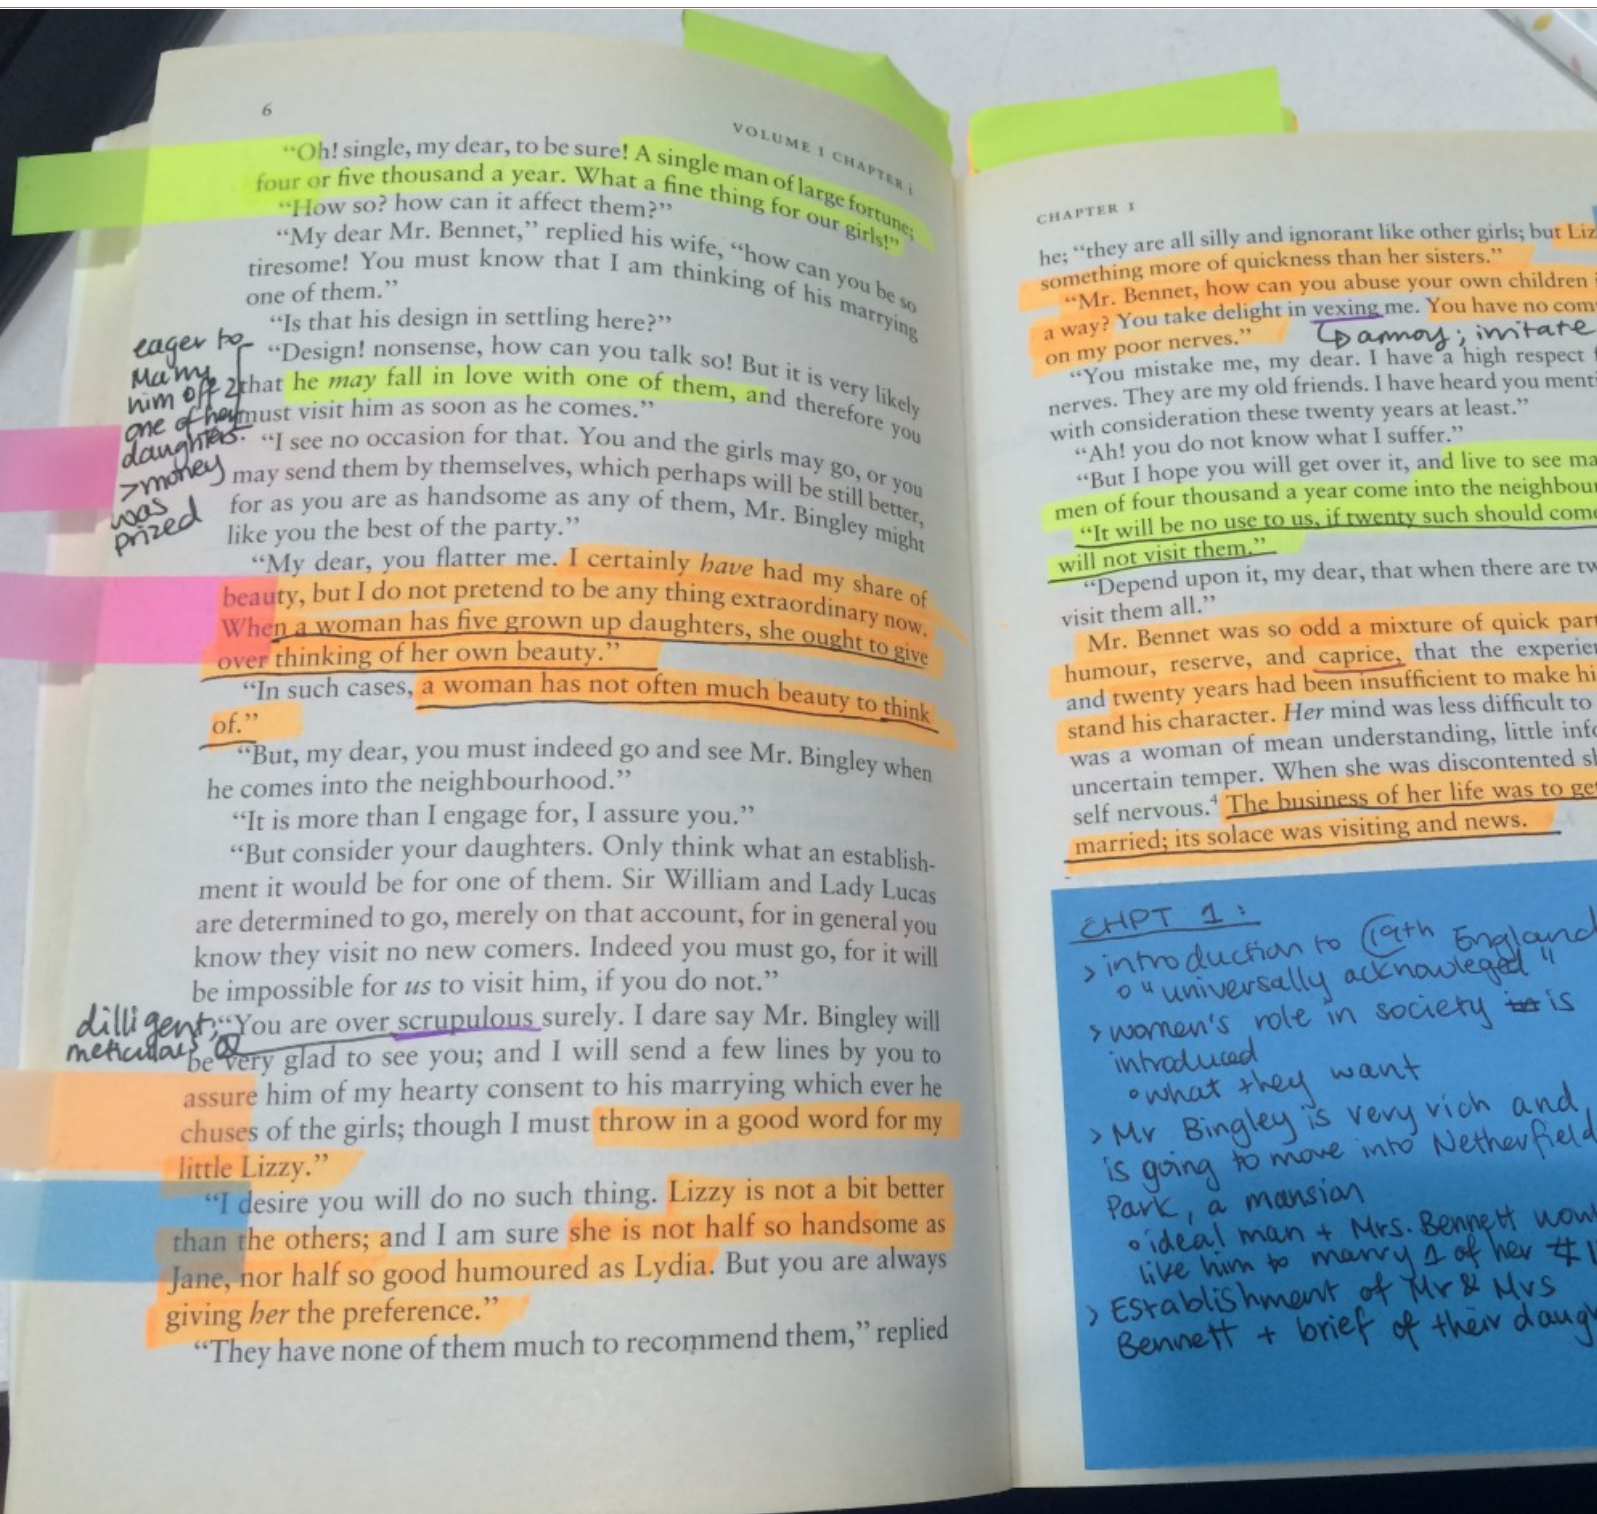 6
VOLUME I CHAPTER i
“Oh! single, my dear, to be sure! A single man of large fortune;
four or five thousand a year. What a fine thing for our girls!”
“How so? how can it affect them?”
“My dear Mr. Bennet,” replied his wife, “how can you be so
tiresome! You must know that I am thinking of his marrying
one of them.”
“Is that his design in settling here?”
“Design! nonsense, how can you talk so! But it is very likely
that he may fall in love with one of them, and therefore you
must visit him as soon as he comes.”
“I see no occasion for that. You and the girls may go, or you
may send them by themselves, which perhaps will be still better,
for as you are as handsome as any of them, Mr. Bingley might
like you the best of the party.”
“My dear, you flatter me. I certainly have had my share of
beauty, but I do not pretend to be any thing extraordinary now.
When a woman has five grown up daughters, she ought to give
over thinking of her own beauty.”
“In such cases, a woman has not often much beauty to think
of.”
“But, my dear, you must indeed go and see Mr. Bingley when
he comes into the neighbourhood.”
“It is more than I engage for, I assure you.”
“But consider your daughters. Only think what an establish-
ment it would be for one of them. Sir William and Lady Lucas
are determined to go, merely on that account, for in general you
know they visit no new comers. Indeed you must go, for it will
be impossible for us to visit him, if you do not.”
“You are over scrupulous surely. I dare say Mr. Bingley will
be very glad to see you; and I will send a few lines by you to
assure him of my hearty consent to his marrying which ever he
chuses of the girls; though I must throw in a good word for my
little Lizzy.”
“I desire you will do no such thing. Lizzy is not a bit better
than the others; and I am sure she is not half so handsome as
Jane, nor half so good humoured as Lydia. But you are always
giving her the preference.”
“They have none of them much to recommend them,” replied
eager to
marry
him off 2
one of her
daughters.
>money
was
prized
dilligent;
meticulous
CHAPTER I
he; “they are all silly and ignorant like other girls; but Liz
something more of quickness than her sisters.”
“Mr. Bennet, how can you abuse your own children i
a way? You take delight in vexing me. You have no com
on my poor nerves.”
annoy; irritate
“You mistake me, my dear. I have a high respect f
nerves. They are my old friends. I have heard you menti
with consideration these twenty years at least.”
“Ah! you do not know what I suffer.”
“But I hope you will get over it, and live to see ma
men of four thousand a year come into the neighbour
“It will be no use to us, if twenty such should come
will not visit them.”
“Depend upon it, my dear, that when there are tw
visit them all.”
Mr. Bennet was so odd a mixture of quick part
humour, reserve, and caprice, that the experien
and twenty years had been insufficient to make hi
stand his character. Her mind was less difficult to
was a woman of mean understanding, little info
uncertain temper. When she was discontented sh
self nervous.4 The business of her life was to get
married; its solace was visiting and news.
CHPT 1:
> introduction to 19th England
o "universally acknowleged"
> women's role in society is
introduced
o what they want
> Mr Bingley is very rich and
is going to move into Netherfield
Park, a mansion
o ideal man + Mrs. Bennett woul
like him to marry 1 of her
> Establishment of Mr & Mrs
Bennett + brief of their daugh